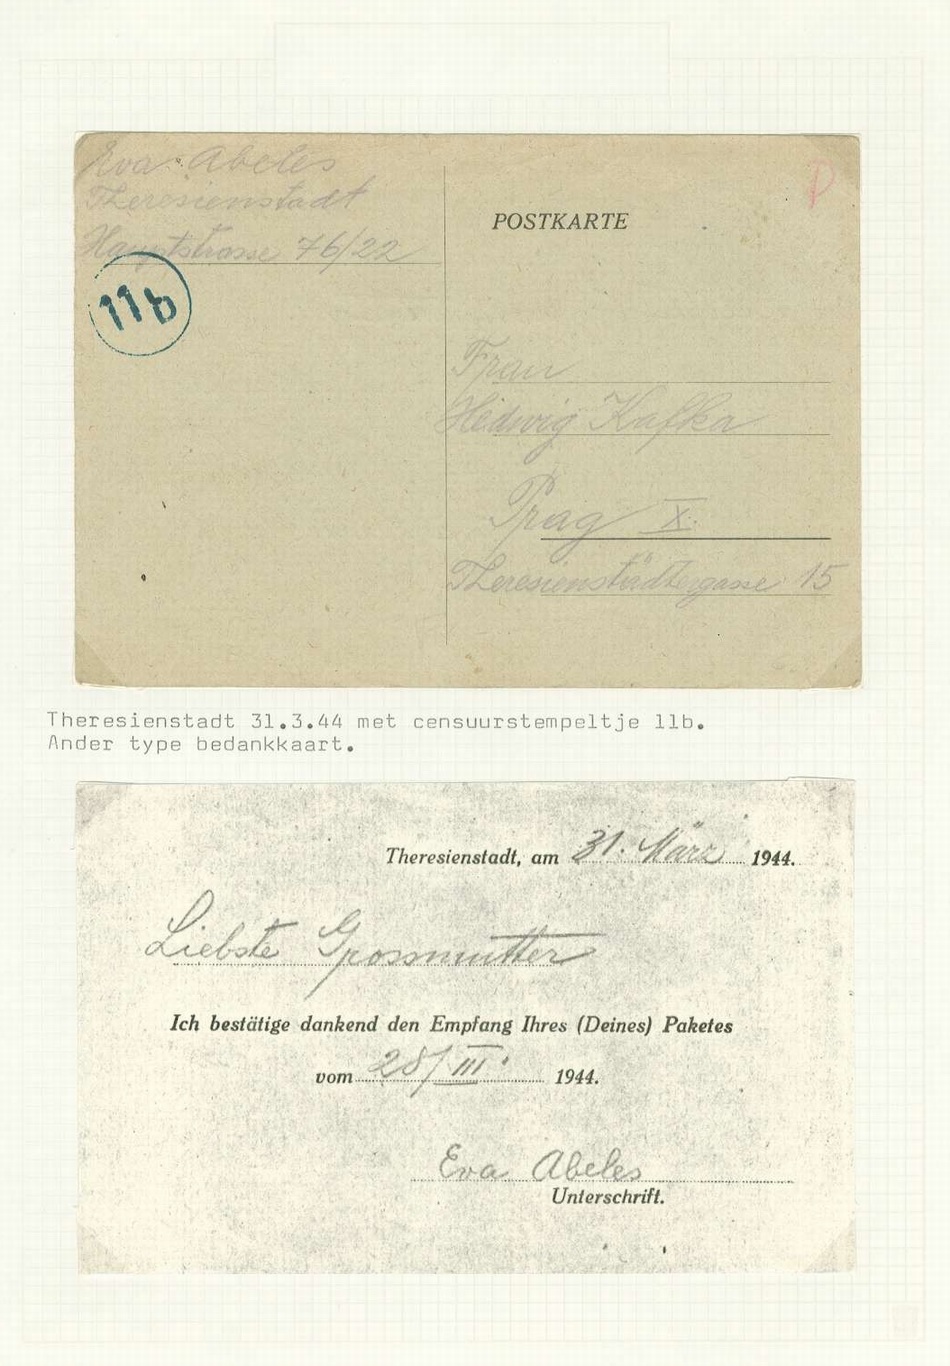 Eva Abeles
Theresienstadt
Hauptstrasse 76/22
11b
P
POSTKARTE
Frau
Hedwig Kafka
Prag X.
Theresienstädtergasse 15
Theresienstadt 31.3.44 met censuurstempeltje 11b.
Ander type bedankkaart.
Theresienstadt, am 31. März 1944.
Liebste Grossmutter
Ich bestätige dankend den Empfang Ihres (Deines) Paketes
vom 28/III. 1944.
Eva Abeles
Unterschrift.